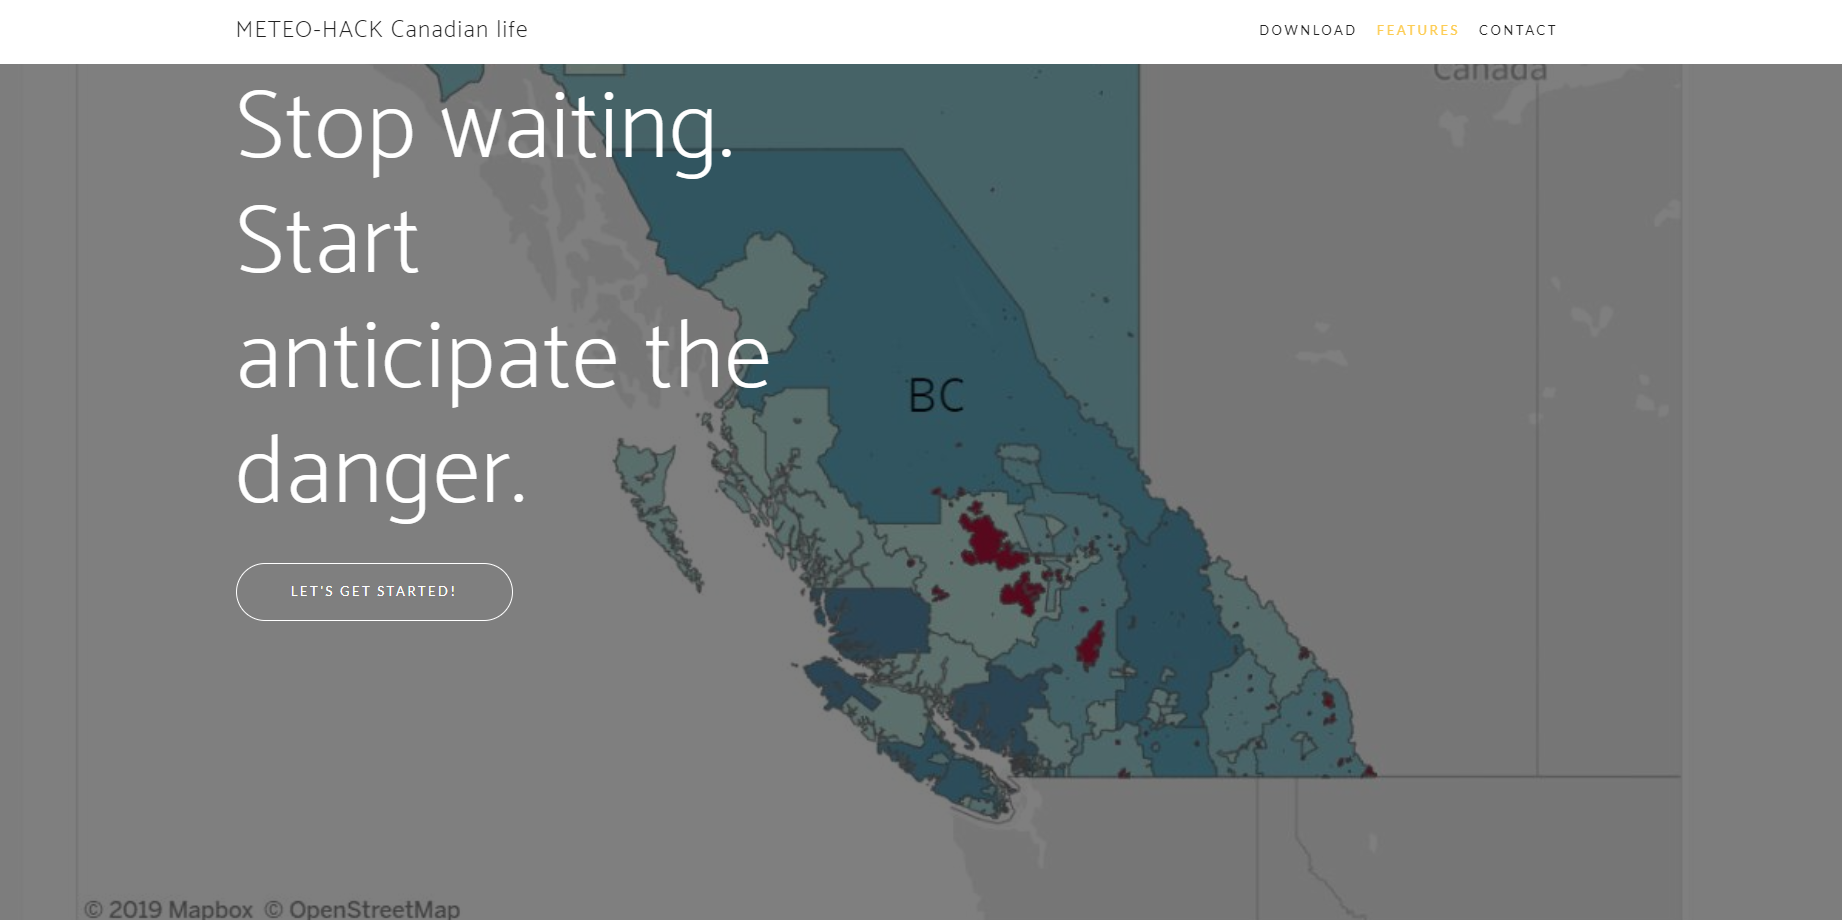 METEO-HACK Canadian life
DOWNLOAD FEATURES CONTACT
Canada
Stop waiting.
Start
anticipate the
danger.
BC
LET'S GET STARTED!
© 2019 Mapbox © OpenStreetMap